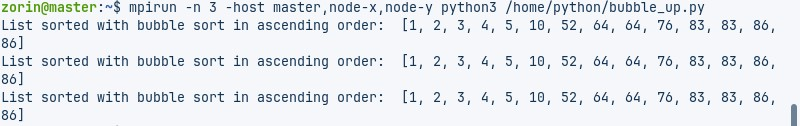 zorin@master:~$ mpirun -n 3 -host master,node-x,node-y python3 /home/python/bubble_up.py
List sorted with bubble sort in ascending order:  [1, 2, 3, 4, 5, 10, 52, 64, 64, 76, 83, 83, 86,
86]
List sorted with bubble sort in ascending order:  [1, 2, 3, 4, 5, 10, 52, 64, 64, 76, 83, 83, 86,
86]
List sorted with bubble sort in ascending order:  [1, 2, 3, 4, 5, 10, 52, 64, 64, 76, 83, 83, 86,
86]